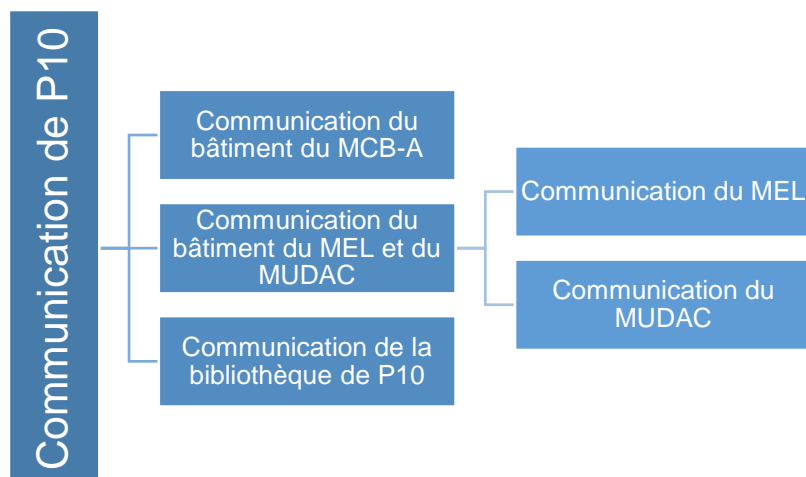 Communication de P10
Communication du
bâtiment du MCB-A
Communication du
bâtiment du MEL et du
MUDAC
Communication de la
bibliothèque de P10
Communication du MEL
Communication du
MUDAC